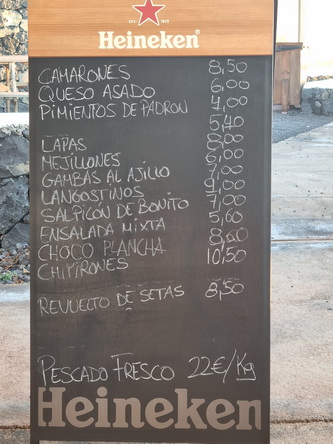 Heineken
CAMARONES 8,50
QUESO ASADO 6,00
PIMIENTOS DE PADRON 4,00
5,40
LAPAS 8,00
MEJILLONES 6,00
GAMBAS AL AJILLO 7,00
LANGOSTINOS 9,00
SALPICON DE BONITO 7,00
ENSALADA MIXTA 5,60
CHOCO PLANCHA
CHIPIRONES 10,50
REVUELTO DE SETAS 8,50
PESCADO FRESCO 22€/Kg
Heineken